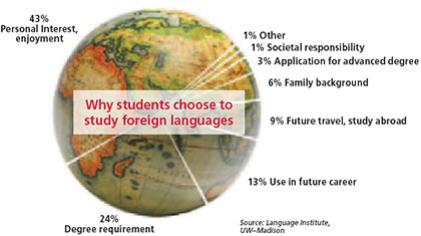 43%
Personal Interest,
enjoyment
1% Other
1% Societal responsibility
3% Application for advanced degree
6% Family background
Why students choose to
study foreign languages
9% Future travel, study abroad
13% Use in future career
24%
Degree requirement
Source: Language Institute,
UW–Madison